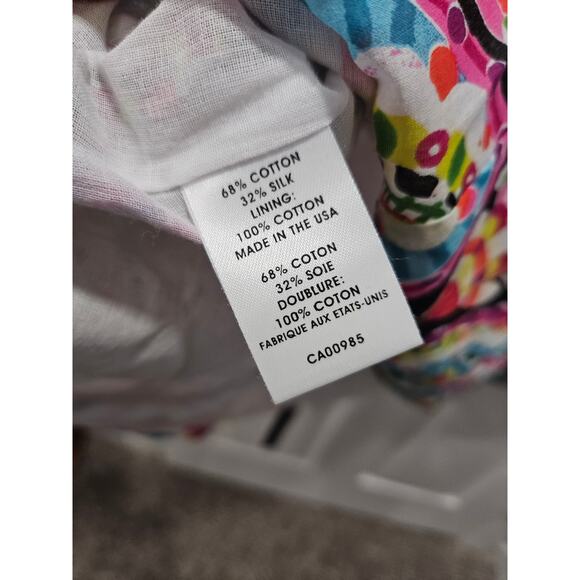 68% COTTON
32% SILK
LINING:
100% COTTON
MADE IN THE USA
68% COTON
32% SOIE
DOUBLURE:
100% COTON
FABRIQUE AUX ETATS-UNIS
CA00985